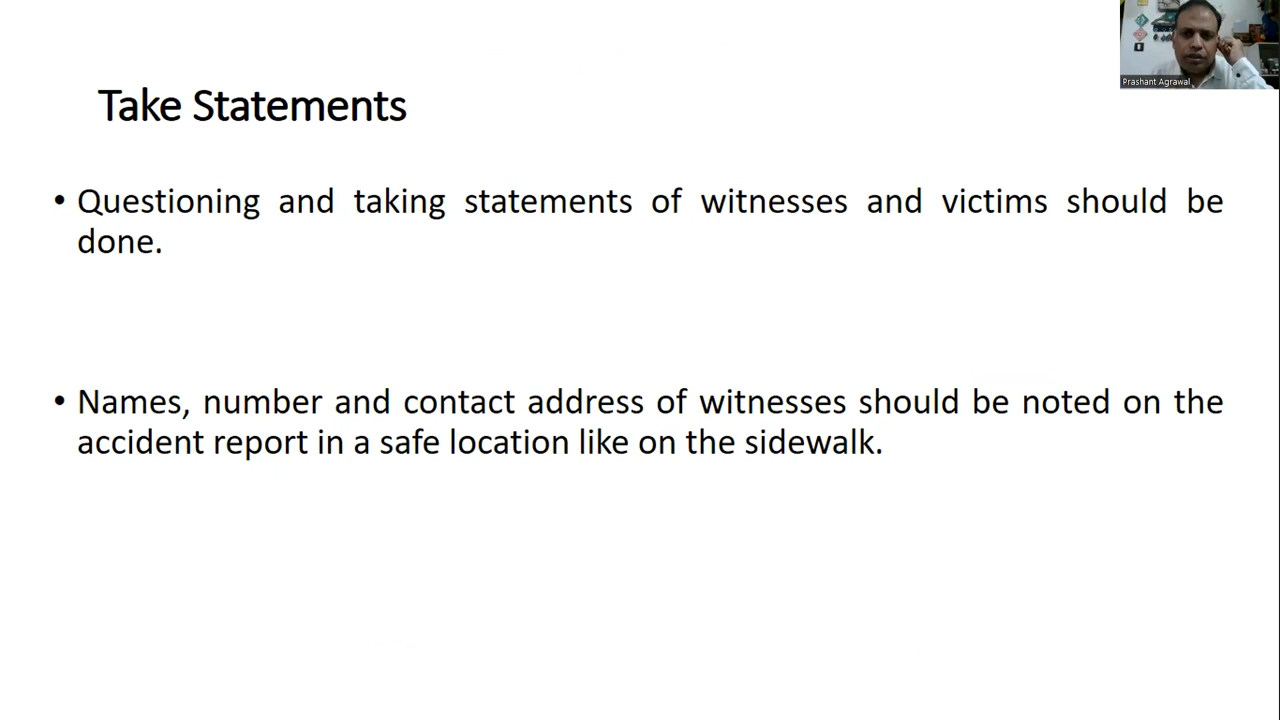 Prashant Agrawal
Take Statements
• Questioning and taking statements of witnesses and victims should be
done.
• Names, number and contact address of witnesses should be noted on the
accident report in a safe location like on the sidewalk.